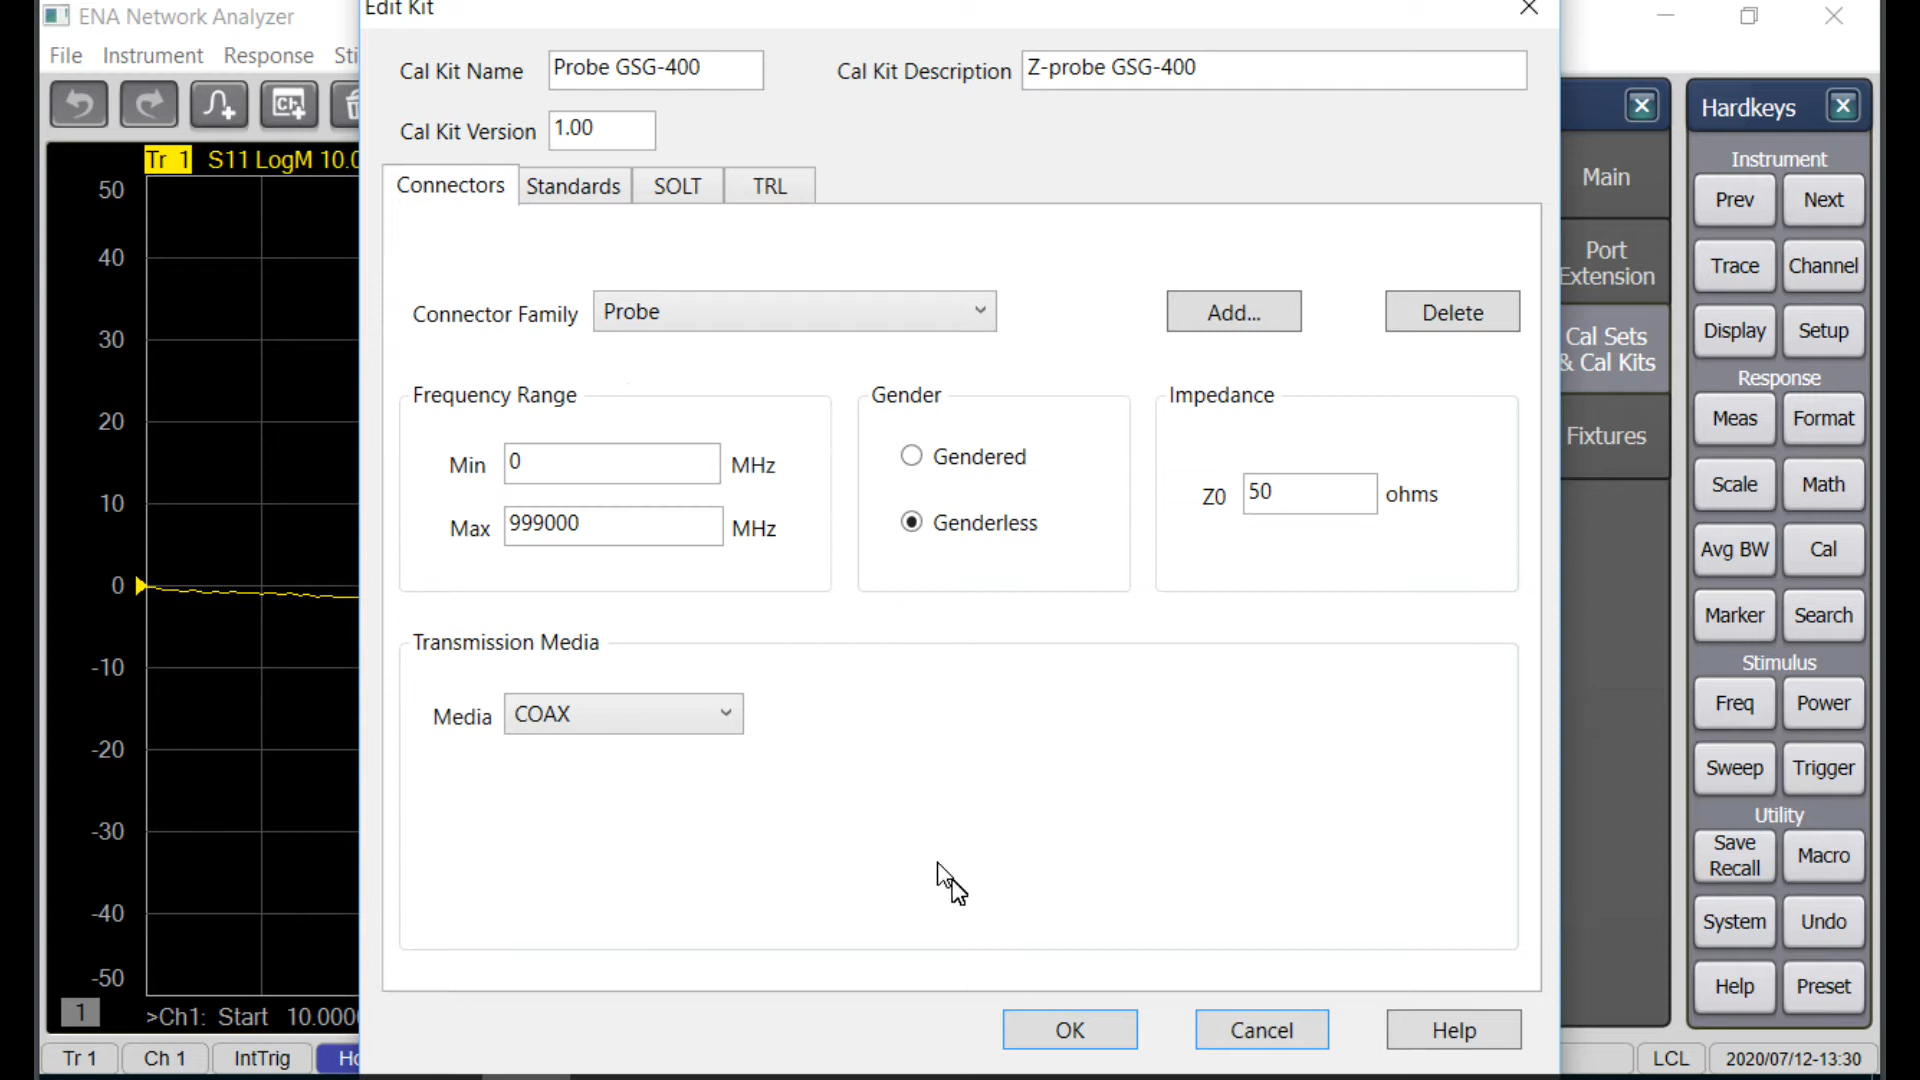 ENA Network Analyzer
Edit Kit
File Instrument Response Sti
Cal Kit Name Probe GSG-400 Cal Kit Description Z-probe GSG-400
Cal Kit Version 1.00
Connectors Standards SOLT TRL
Connector Family Probe Add... Delete
Frequency Range
Min 0 MHz
Max 999000 MHz
Gender
Gendered
Genderless
Impedance
Z0 50 ohms
Transmission Media
Media COAX
OK Cancel Help
Tr 1 S11 LogM 10.0
50
40
30
20
10
0
-10
-20
-30
-40
-50
1
>Ch1: Start 10.000
Main
Port
Extension
Cal Sets
& Cal Kits
Fixtures
Hardkeys
Instrument
Prev Next
Trace Channel
Display Setup
Response
Meas Format
Scale Math
Avg BW Cal
Marker Search
Stimulus
Freq Power
Sweep Trigger
Utility
Save
Recall
Macro
System Undo
Help Preset
Tr 1 Ch 1 IntTrig Ho LCL 2020/07/12-13:30